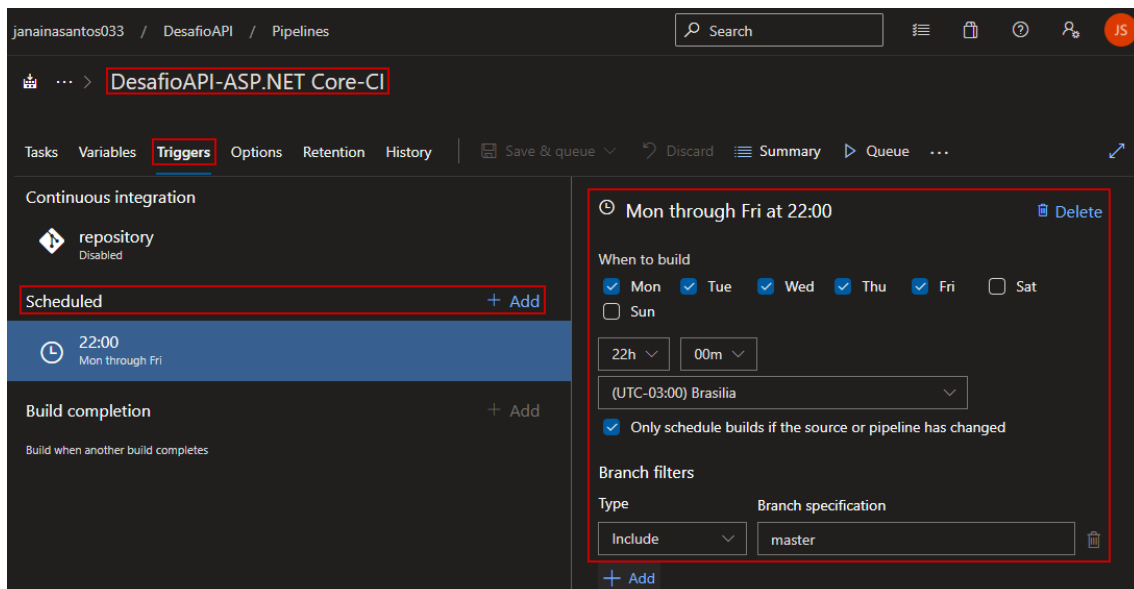 janainasantos033 / DesafioAPI / Pipelines
Search
JS
... > DesafioAPI-ASP.NET Core-CI
Tasks Variables Triggers Options Retention History Save & queue Discard Summary Queue ...
Continuous integration
repository
Disabled
Scheduled + Add
22:00
Mon through Fri
Build completion + Add
Build when another build completes
Mon through Fri at 22:00 Delete
When to build
Mon Tue Wed Thu Fri Sat
Sun
22h 00m
(UTC-03:00) Brasilia
Only schedule builds if the source or pipeline has changed
Branch filters
Type Branch specification
Include master
+ Add